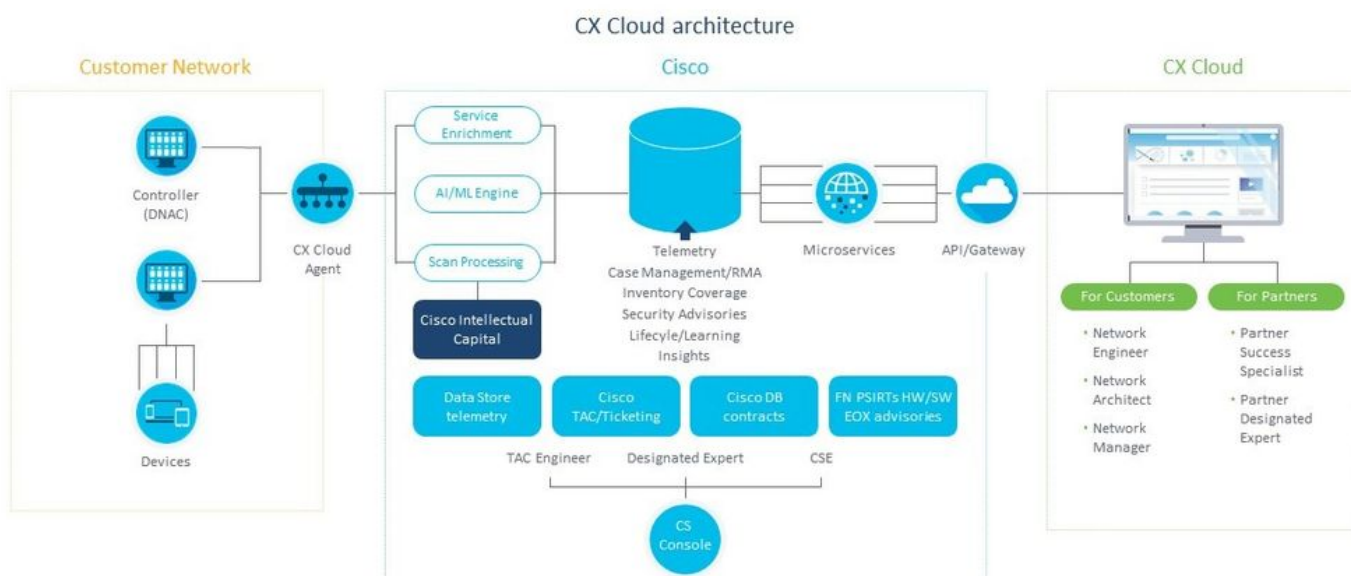 CX Cloud architecture
Customer Network
Cisco
CX Cloud
Controller
(DNAC)
CX Cloud
Agent
Devices
Service
Enrichment
AI/ML Engine
Scan Processing
Cisco Intellectual
Capital
Telemetry
Case Management/RMA
Inventory Coverage
Security Advisories
Lifecyle/Learning
Insights
Microservices
API/Gateway
Data Store
telemetry
Cisco
TAC/Ticketing
Cisco DB
contracts
FN PSIRTs HW/SW
EOX advisories
TAC Engineer
Designated Expert
CSE
CS
Console
For Customers
• Network
Engineer
• Network
Architect
• Network
Manager
For Partners
• Partner
Success
Specialist
• Partner
Designated
Expert